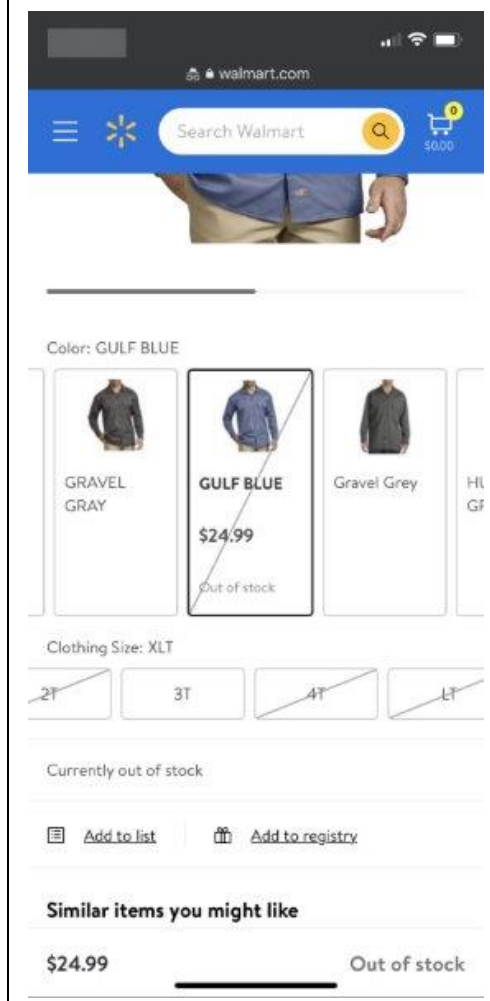 walmart.com
Search Walmart
0
$0.00
Color: GULF BLUE
GRAVEL
GRAY
GULF BLUE
$24.99
Out of stock
Gravel Grey
HU
GR
Clothing Size: XLT
2T
3T
4T
LT
Currently out of stock
Add to list
Add to registry
Similar items you might like
$24.99
Out of stock